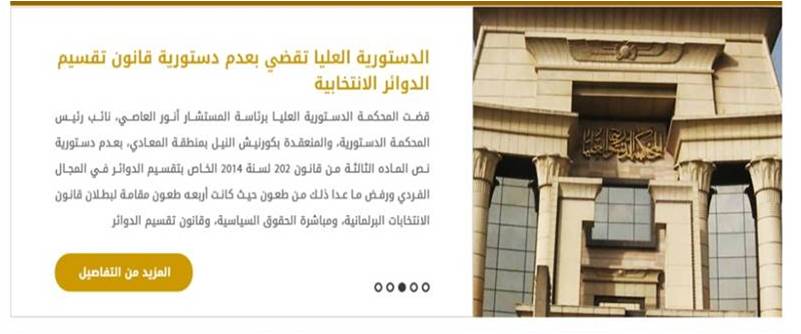 الدستورية العليا تقضي بعدم دستورية قانون تقسيم
الدوائر الانتخابية
قضت المحكمة الدستورية العليا برئاسة المستشار أنور العاصي، نائب رئيس
المحكمة الدستورية، والمنعقدة بكورنيش النيل بمنطقة المعادي، بعدم دستورية
نص الماده الثالثة من قانون 202 لسنة 2014 الخاص بتقسيم الدوائر في المجال
الفردي ورفض ما عدا ذلك من طعون حيث كانت أربعه طعون مقامة لبطلان قانون
الانتخابات البرلمانية، ومباشرة الحقوق السياسية، وقانون تقسيم الدوائر
المزيد من التفاصيل
المحكمة الدستورية العليا